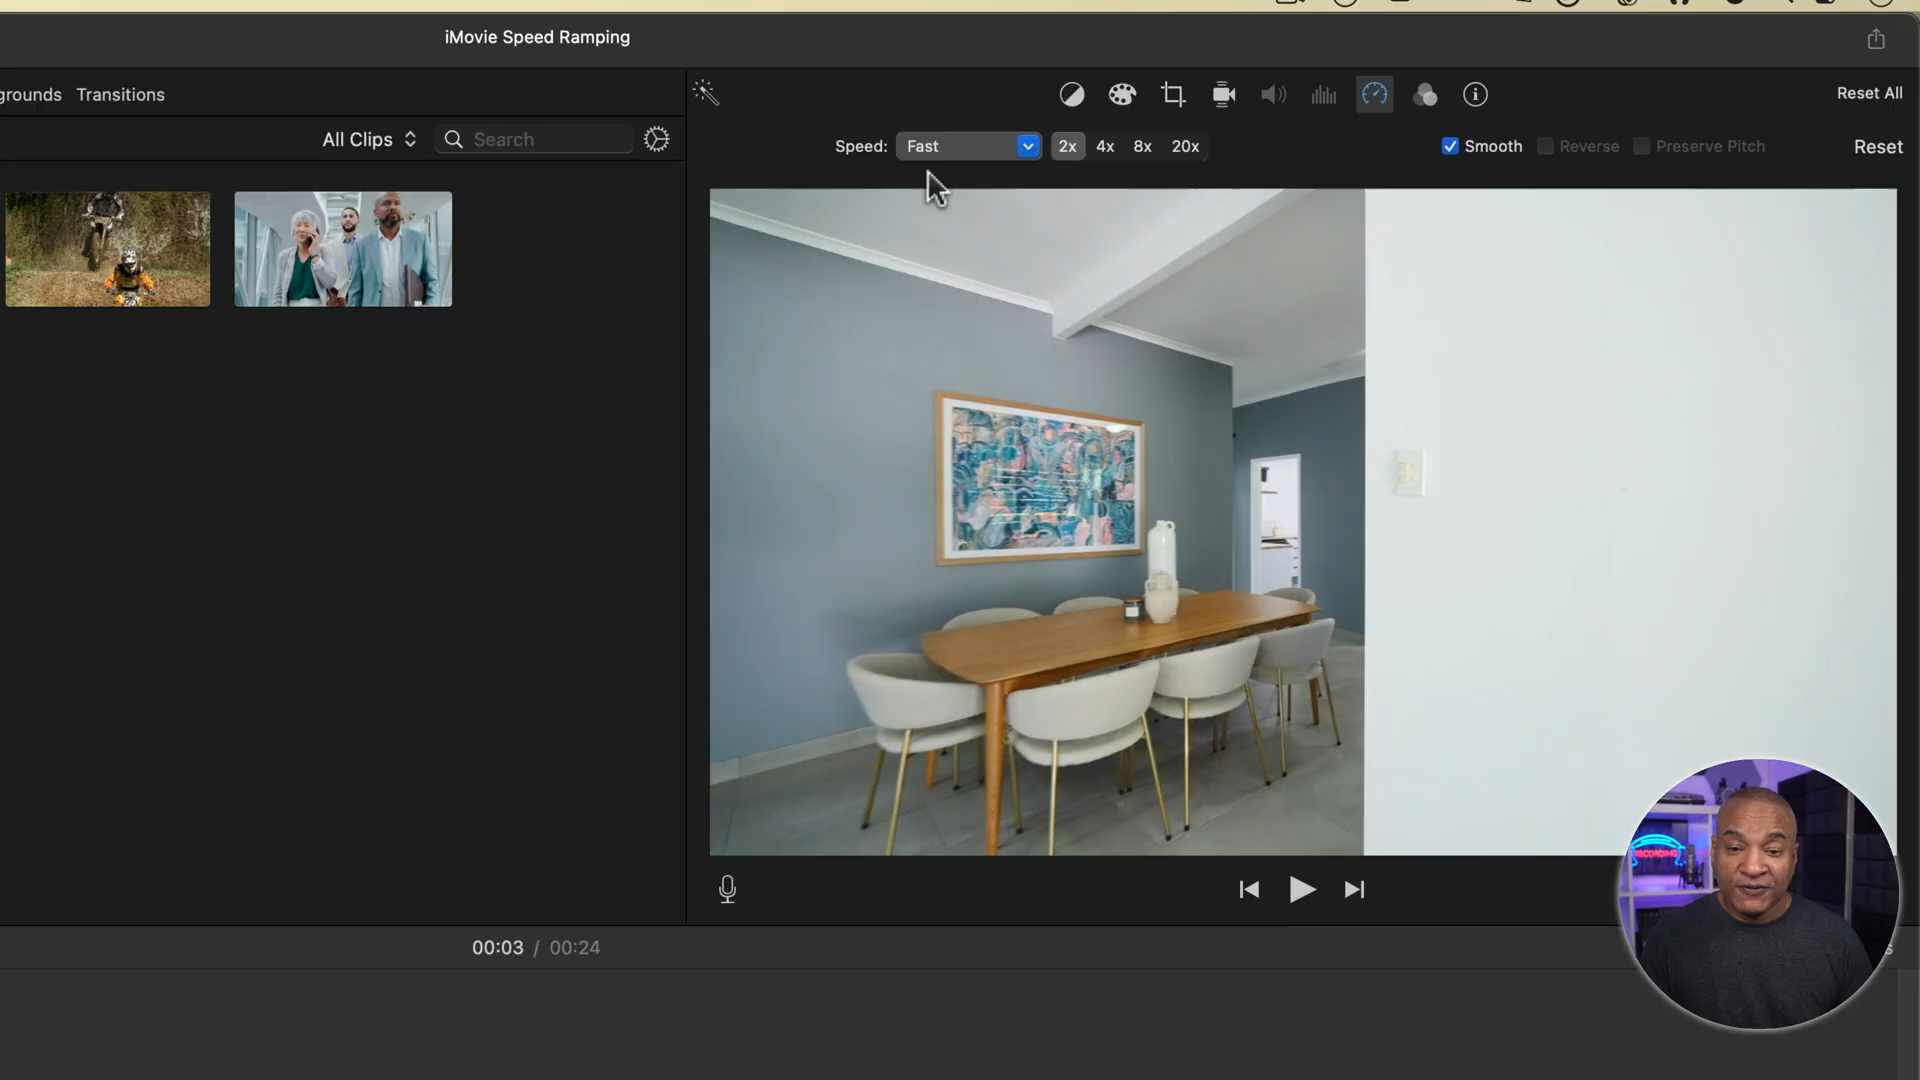 iMovie Speed Ramping
grounds Transitions
Reset All
All Clips
Search
Speed: Fast 2x 4x 8x 20x
Smooth Reverse Preserve Pitch
Reset
RECORDING
00:03 / 00:24